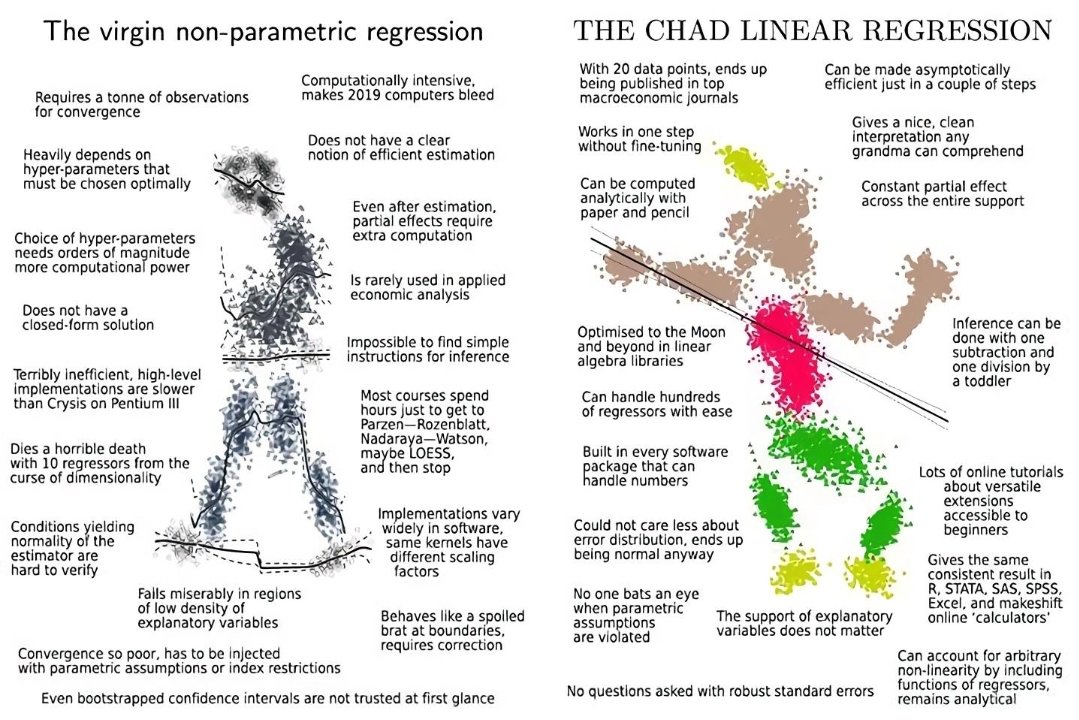 The virgin non-parametric regression
Requires a tonne of observations
for convergence
Computationally intensive,
makes 2019 computers bleed
Heavily depends on
hyper-parameters that
must be chosen optimally
Does not have a clear
notion of efficient estimation
Even after estimation,
partial effects require
extra computation
Choice of hyper-parameters
needs orders of magnitude
more computational power
Is rarely used in applied
economic analysis
Does not have a
closed-form solution
Impossible to find simple
instructions for inference
Terribly inefficient, high-level
implementations are slower
than Crysis on Pentium III
Most courses spend
hours just to get to
Parzen—Rozenblatt,
Nadaraya—Watson,
maybe LOESS,
and then stop
Dies a horrible death
with 10 regressors from the
curse of dimensionality
Conditions yielding
normality of the
estimator are
hard to verify
Implementations vary
widely in software,
same kernels have
different scaling
factors
Fails miserably in regions
of low density of
explanatory variables
Behaves like a spoiled
brat at boundaries,
requires correction
Convergence so poor, has to be injected
with parametric assumptions or index restrictions
Even bootstrapped confidence intervals are not trusted at first glance
THE CHAD LINEAR REGRESSION
With 20 data points, ends up
being published in top
macroeconomic journals
Can be made asymptotically
efficient just in a couple of steps
Works in one step
without fine-tuning
Gives a nice, clean
interpretation any
grandma can comprehend
Can be computed
analytically with
paper and pencil
Constant partial effect
across the entire support
Optimised to the Moon
and beyond in linear
algebra libraries
Inference can be
done with one
subtraction and
one division by
a toddler
Can handle hundreds
of regressors with ease
Built in every software
package that can
handle numbers
Lots of online tutorials
about versatile
extensions
accessible to
beginners
Could not care less about
error distribution, ends up
being normal anyway
Gives the same
consistent result in
R, STATA, SAS, SPSS,
Excel, and makeshift
online ‘calculators’
No one bats an eye
when parametric
assumptions
are violated
The support of explanatory
variables does not matter
Can account for arbitrary
non-linearity by including
functions of regressors,
remains analytical
No questions asked with robust standard errors